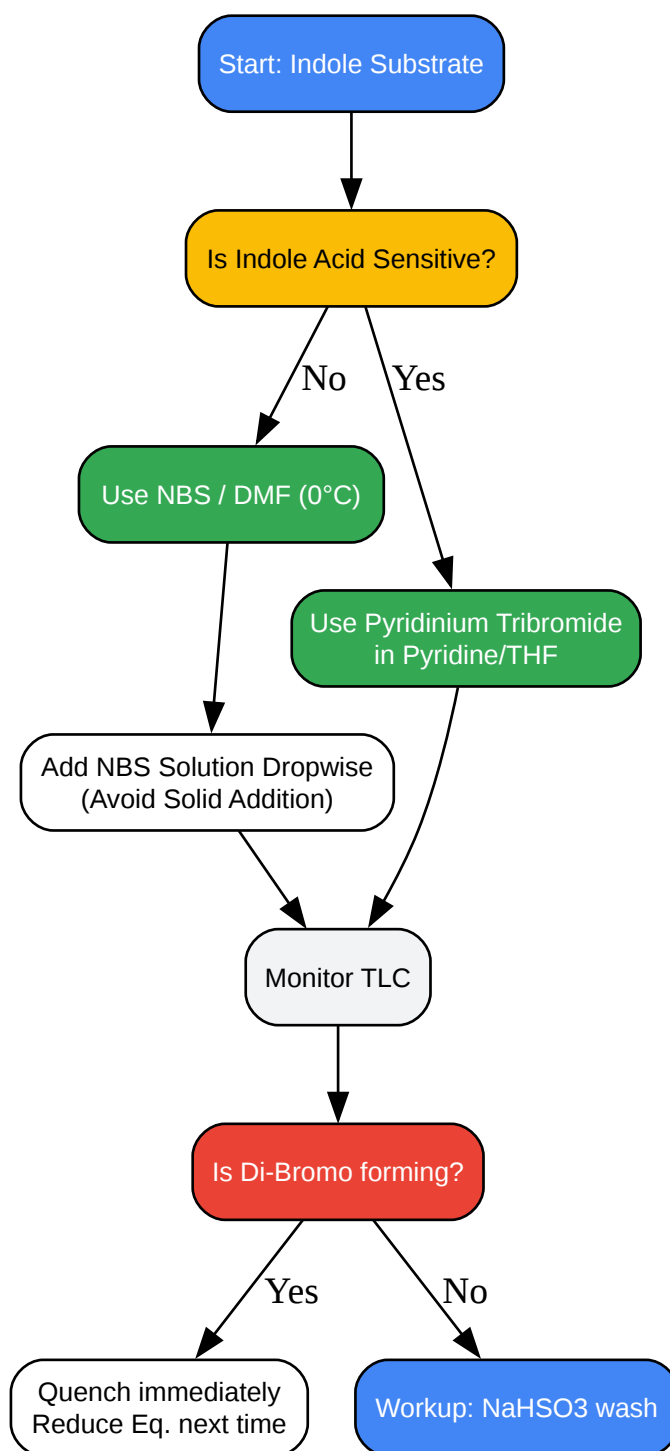 Start: Indole Substrate
Is Indole Acid Sensitive?
No
Yes
Use NBS / DMF (0°C)
Use Pyridinium Tribromide
in Pyridine/THF
Add NBS Solution Dropwise
(Avoid Solid Addition)
Monitor TLC
Is Di-Bromo forming?
Yes
No
Quench immediately
Reduce Eq. next time
Workup: NaHSO3 wash